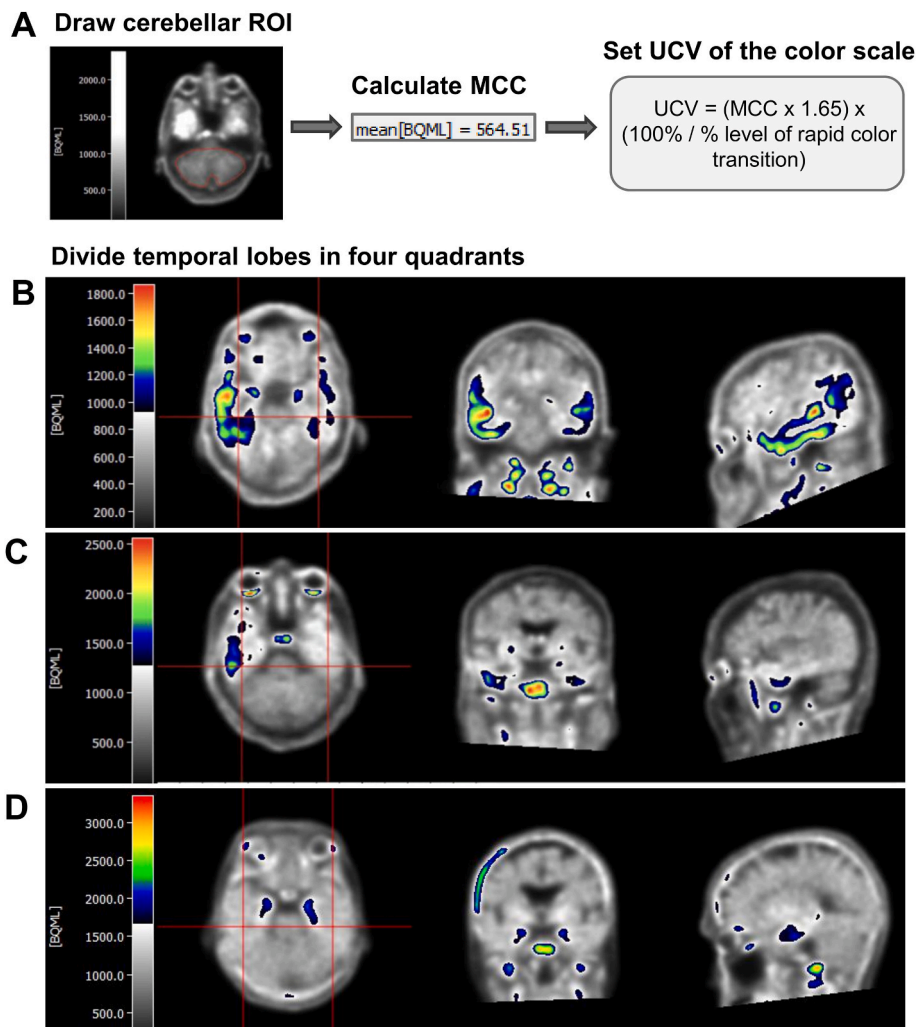 A Draw cerebellar ROI
2000.0
1500.0
1000.0
500.0
[BQML]
Calculate MCC
mean[BQML] = 564.51
Set UCV of the color scale
UCV = (MCC x 1.65) x
(100% / % level of rapid color
transition)
Divide temporal lobes in four quadrants
B
1800.0
1600.0
1400.0
1200.0
1000.0
800.0
600.0
400.0
200.0
[BQML]
C
2500.0
2000.0
1500.0
1000.0
500.0
[BQML]
D
3000.0
2500.0
2000.0
1500.0
1000.0
500.0
[BQML]